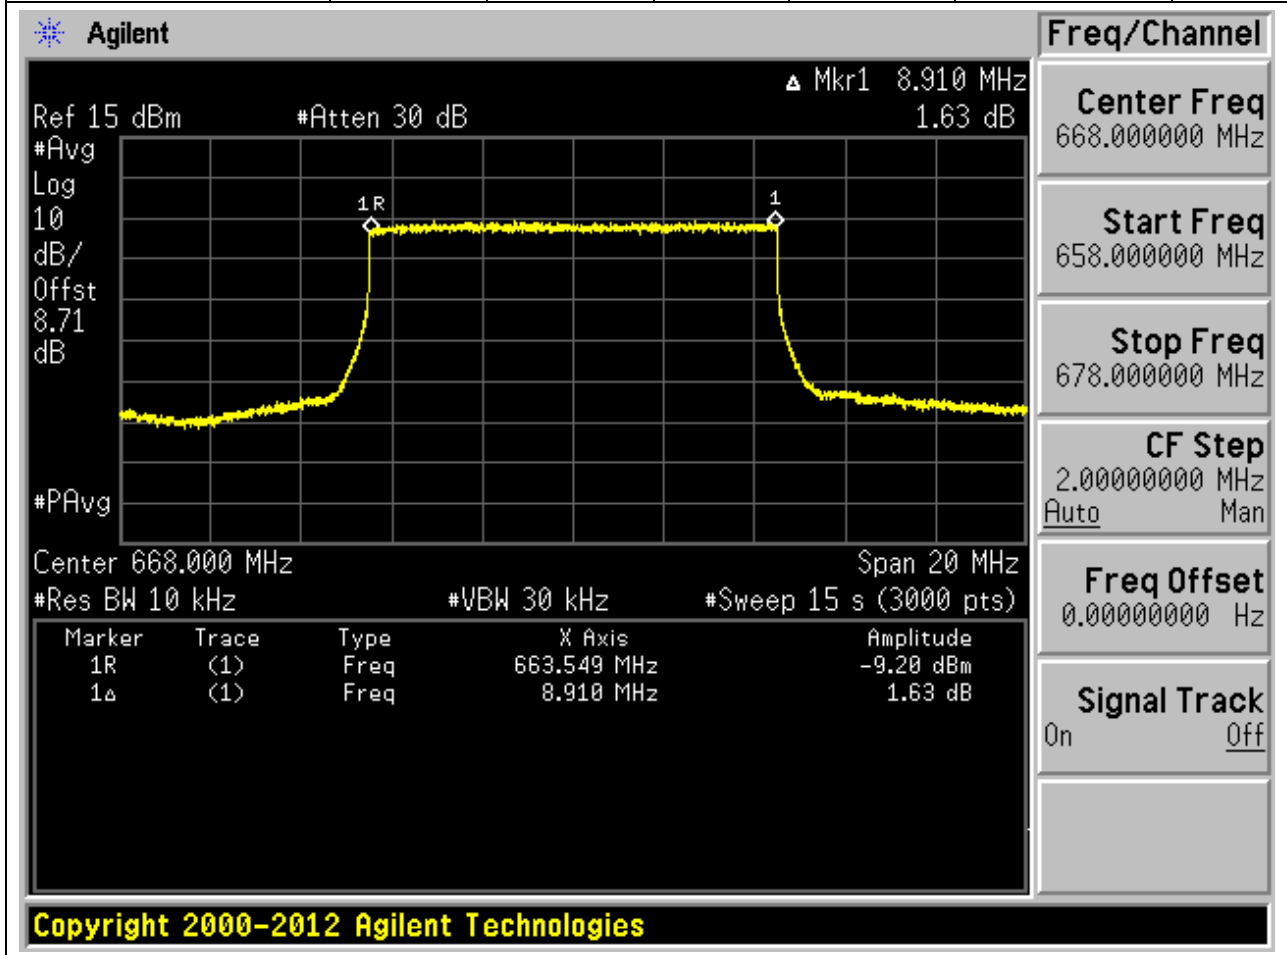 Agilent
Freq/Channel
Δ Mkr1 8.910 MHz
Ref 15 dBm #Atten 30 dB 1.63 dB
#Avg
Log
10
dB/
Offst
8.71
dB
#PAvg
1R
1
Center 668.000 MHz Span 20 MHz
#Res BW 10 kHz #VBW 30 kHz #Sweep 15 s (3000 pts)
Marker Trace Type X Axis Amplitude
1R (1) Freq 663.549 MHz -9.20 dBm
1Δ (1) Freq 8.910 MHz 1.63 dB
Center Freq
668.000000 MHz
Start Freq
658.000000 MHz
Stop Freq
678.000000 MHz
CF Step
2.00000000 MHz
Auto Man
Freq Offset
0.00000000 Hz
Signal Track
On Off
Copyright 2000-2012 Agilent Technologies